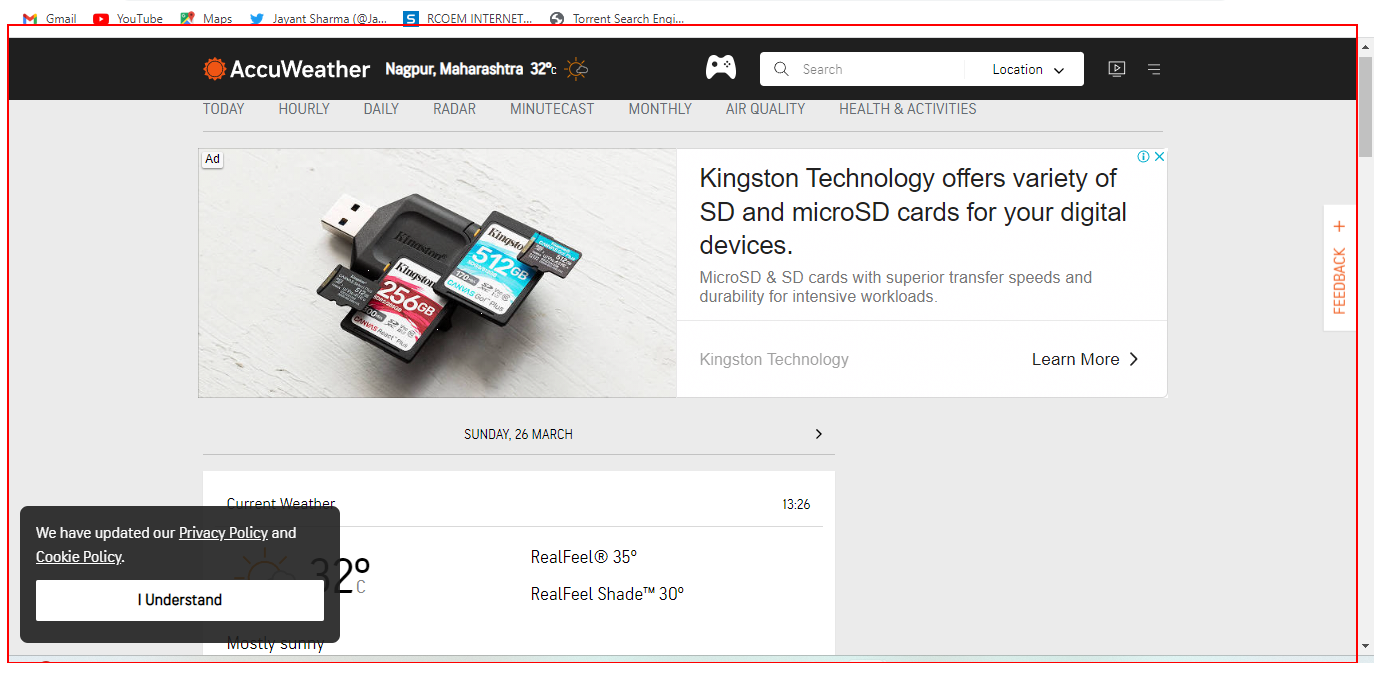 Gmail YouTube Maps Jayant Sharma (@Ja... RCOEM INTERNET... Torrent Search Engi...
AccuWeather Nagpur, Maharashtra 32°c Search Location
TODAY HOURLY DAILY RADAR MINUTECAST MONTHLY AIR QUALITY HEALTH & ACTIVITIES
Ad
Kingston
512GB
Kingston
256GB
Kingston Technology offers variety of
SD and microSD cards for your digital
devices.
MicroSD & SD cards with superior transfer speeds and
durability for intensive workloads.
Kingston Technology Learn More
FEEDBACK
SUNDAY, 26 MARCH
Current Weather 13:26
32°C
RealFeel® 35°
RealFeel Shade™ 30°
Mostly sunny
We have updated our Privacy Policy and
Cookie Policy.
I Understand